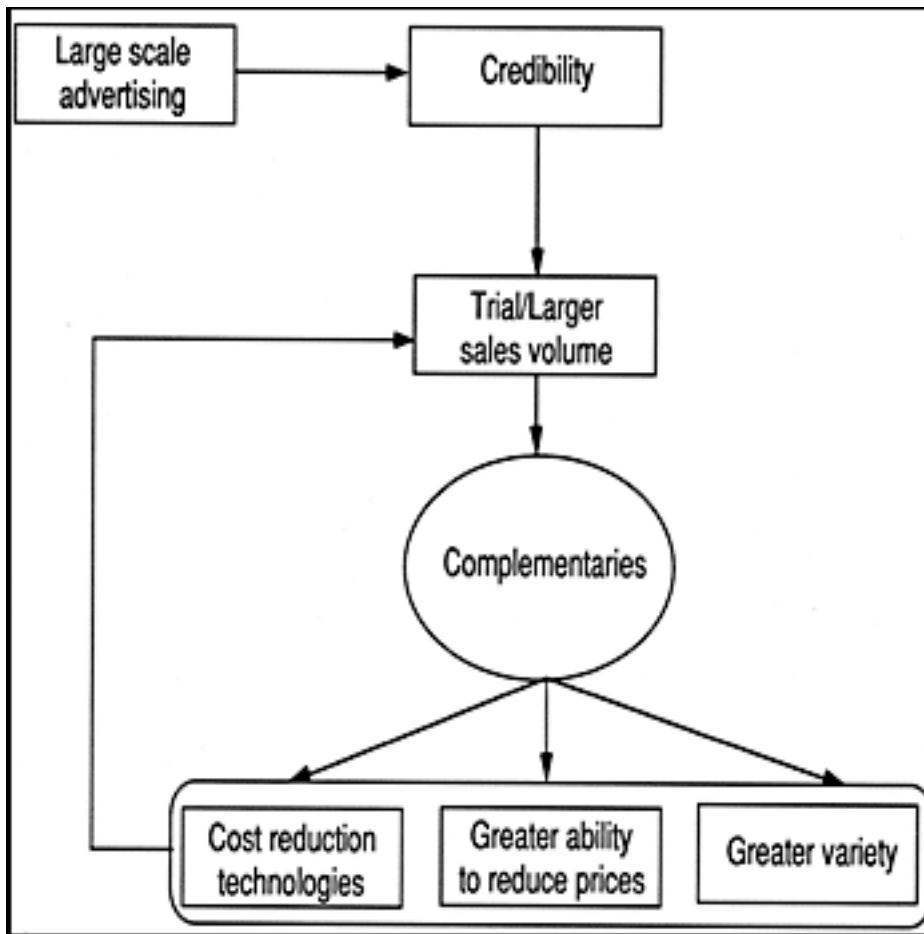 Large scale
advertising
Credibility
Trial/Larger
sales volume
Complementaries
Cost reduction
technologies
Greater ability
to reduce prices
Greater variety